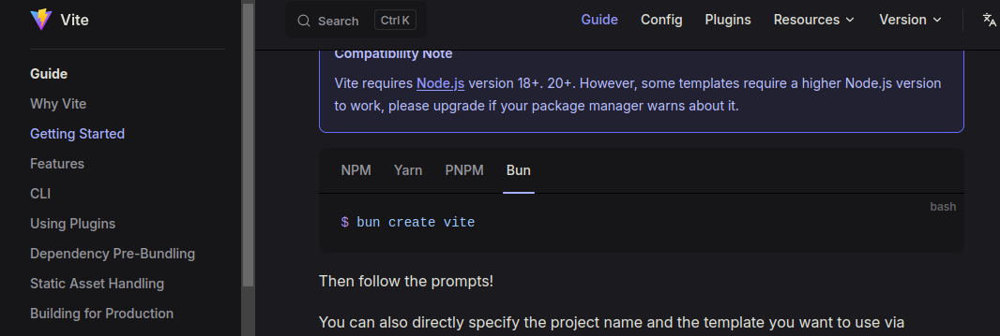 Vite
Search Ctrl K
Guide Config Plugins Resources Version
Guide
Why Vite
Getting Started
Features
CLI
Using Plugins
Dependency Pre-Bundling
Static Asset Handling
Building for Production
Compatibility Note
Vite requires Node.js version 18+. 20+. However, some templates require a higher Node.js version
to work, please upgrade if your package manager warns about it.
NPM Yarn PNPM Bun
bash
$ bun create vite
Then follow the prompts!
You can also directly specify the project name and the template you want to use via